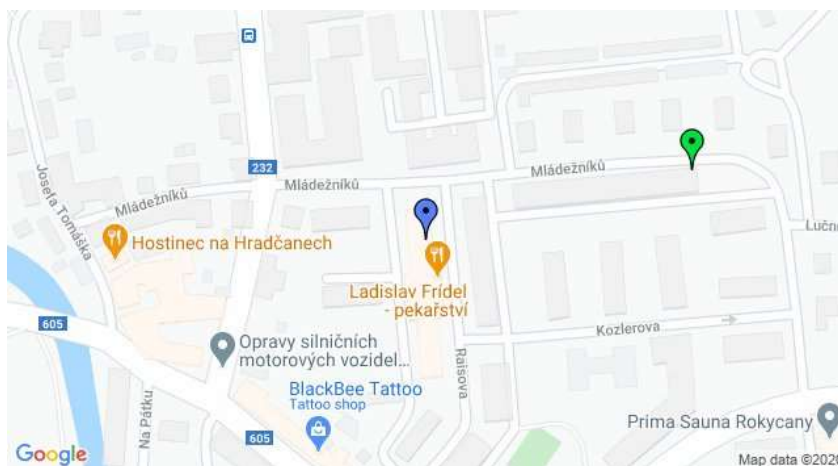 232
Mládežníků
Mládežníků
Mládežníků
Josefa Tomáška
Hostinec na Hradčanech
Lučn
Ladislav Frídel
- pekařství
605
Kozlerova
Opravy silničních
motorových vozidel...
Raisova
BlackBee Tattoo
Tattoo shop
Na Pátku
605
Prima Sauna Rokycany
Google
Map data ©2020